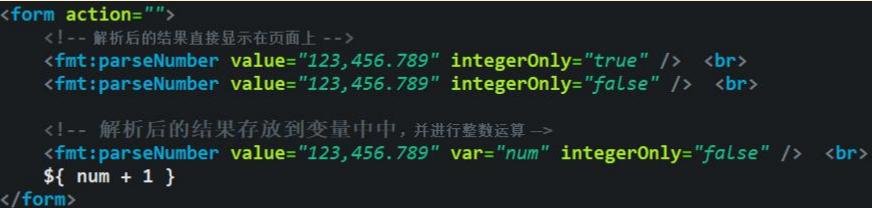 <form action="">
<!-- 解析后的结果直接显示在页面上 -->
<fmt:parseNumber value="123,456.789" integerOnly="true" /> <br>
<fmt:parseNumber value="123,456.789" integerOnly="false" /> <br>
<!-- 解析后的结果存放到变量中中，并进行整数运算 -->
<fmt:parseNumber value="123,456.789" var="num" integerOnly="false" /> <br>
${ num + 1 }
</form>